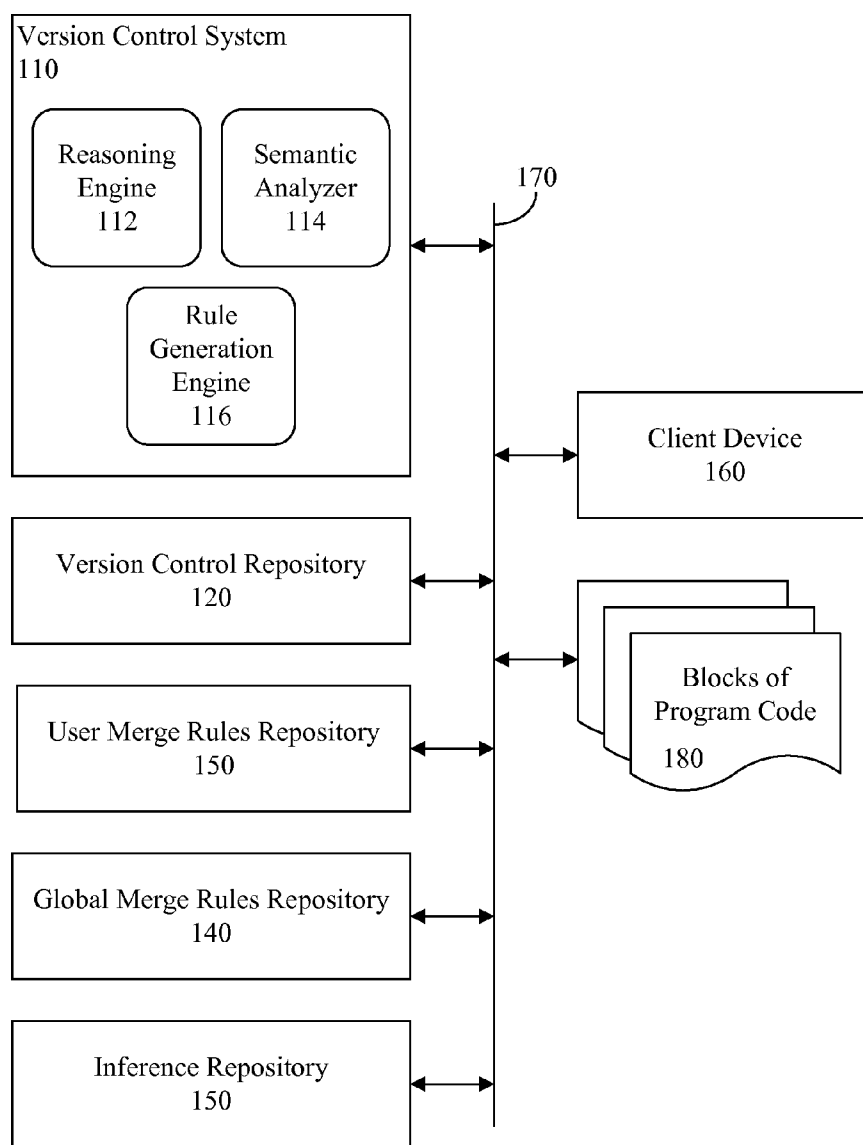 Version Control System
110
Reasoning
Engine
112
Semantic
Analyzer
114
Rule
Generation
Engine
116
170
Client Device
160
Version Control Repository
120
Blocks of
Program Code
180
User Merge Rules Repository
150
Global Merge Rules Repository
140
Inference Repository
150